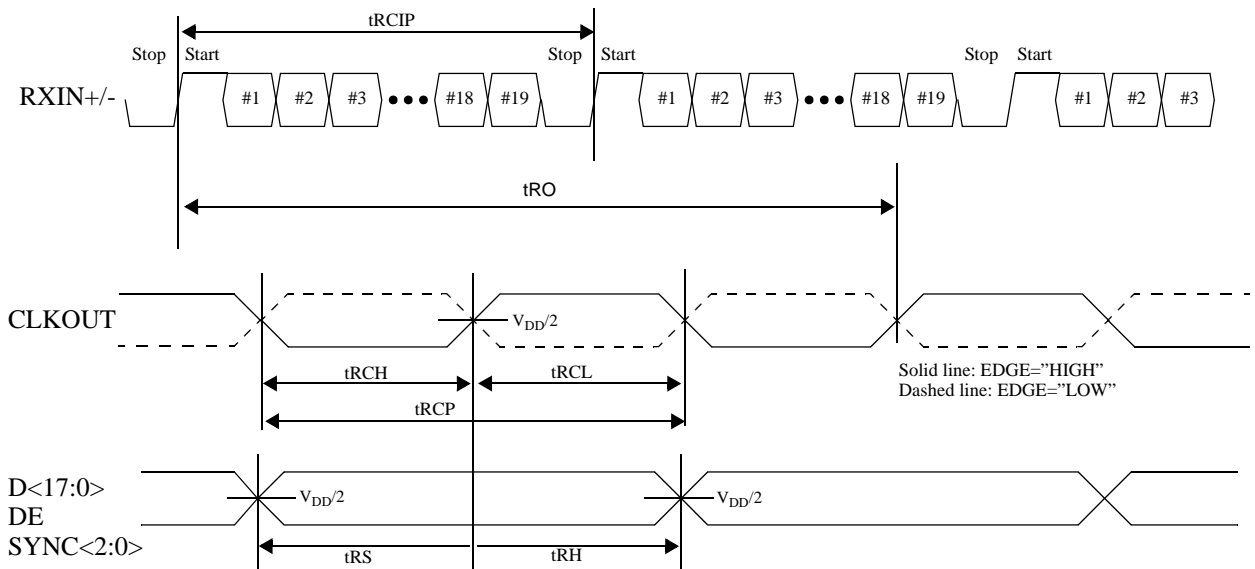 tRCIP
Stop Start Stop Start Stop Start
RXIN+/- #1 #2 #3 ●●● #18 #19 #1 #2 #3 ●●● #18 #19 #1 #2 #3
tRO
CLKOUT VDD/2
Solid line: EDGE=”HIGH”
Dashed line: EDGE=”LOW”
tRCH tRCL
tRCP
D<17:0>
DE
SYNC<2:0>
VDD/2 VDD/2
tRS tRH